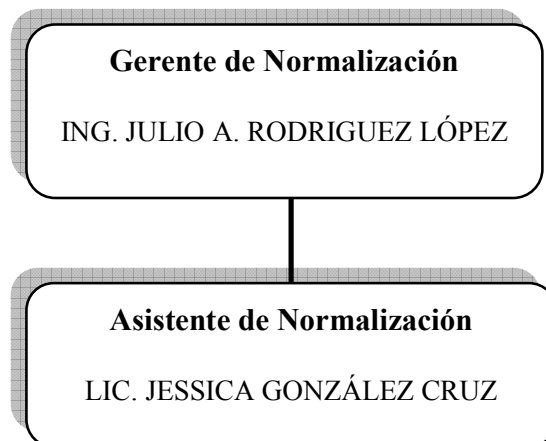 Gerente de Normalización
ING. JULIO A. RODRIGUEZ LÓPEZ
Asistente de Normalización
LIC. JESSICA GONZÁLEZ CRUZ